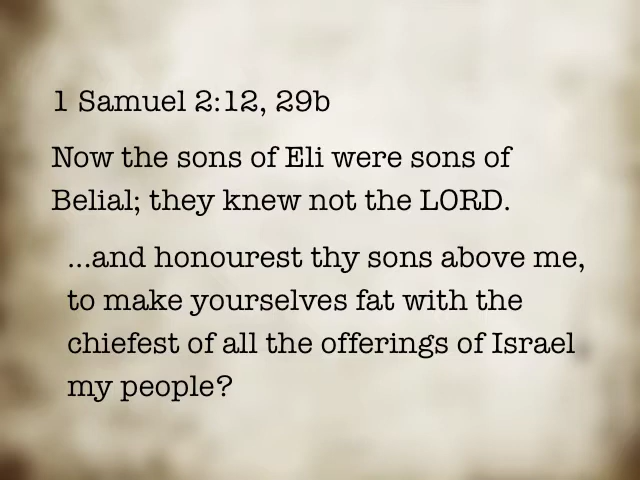 1 Samuel 2:12, 29b
Now the sons of Eli were sons of
Belial; they knew not the LORD.
...and honourest thy sons above me,
to make yourselves fat with the
chiefest of all the offerings of Israel
my people?